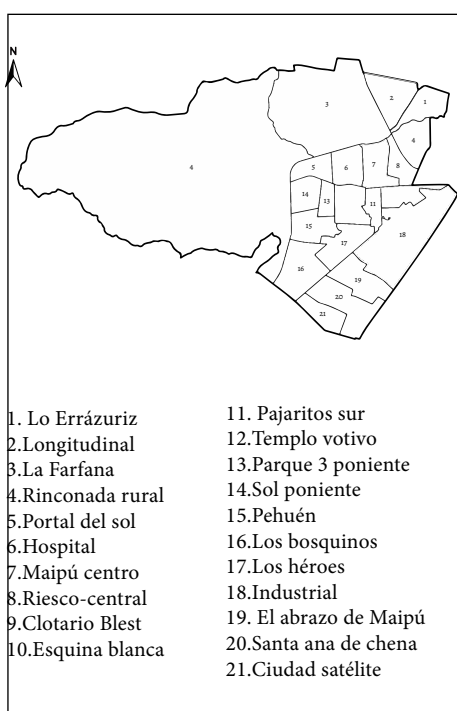 N
3
2
1
4
4
5
6
7
8
14
13
11
15
18
17
16
19
20
21
1. Lo Errázuriz
2.Longitudinal
3.La Farfana
4.Rinconada rural
5.Portal del sol
6.Hospital
7.Maipú centro
8.Riesco-central
9.Clotario Blest
10.Esquina blanca
11. Pajaritos sur
12.Templo votivo
13.Parque 3 poniente
14.Sol poniente
15.Pehuén
16.Los bosquinos
17.Los héroes
18.Industrial
19. El abrazo de Maipú
20.Santa ana de chena
21.Ciudad satélite